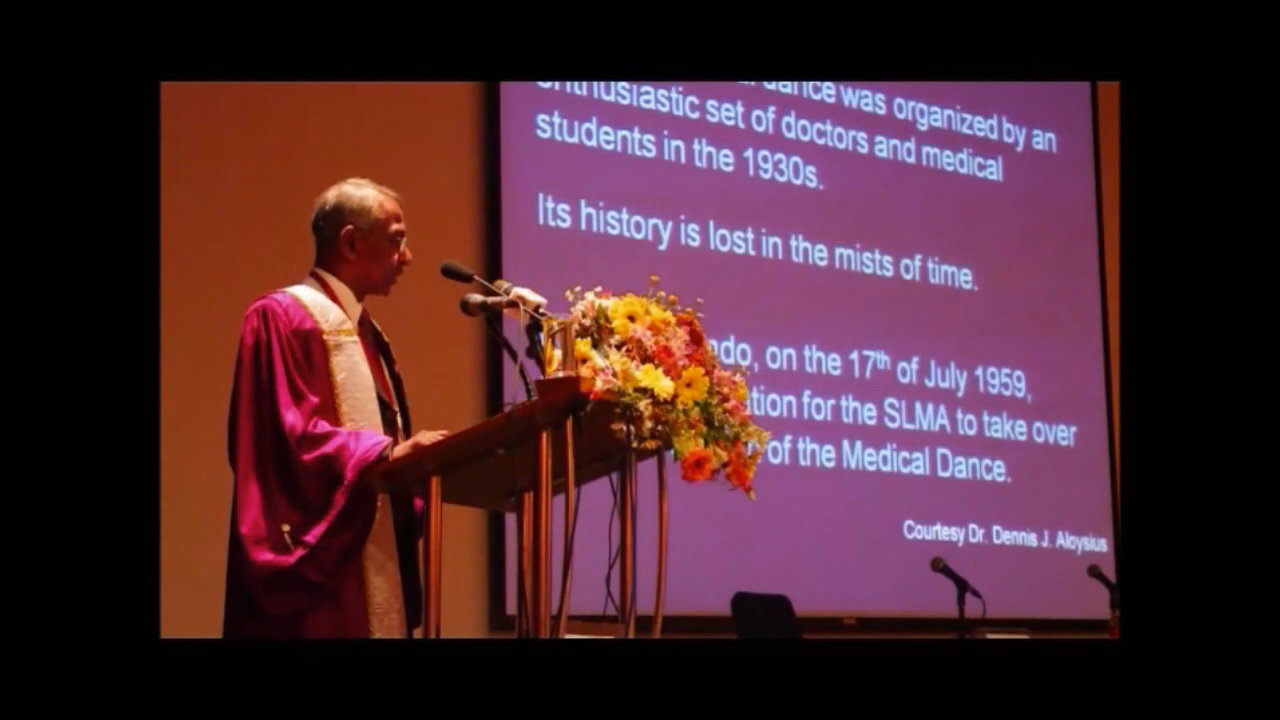 dance was organized by an
enthusiastic set of doctors and medical
students in the 1930s.
Its history is lost in the mists of time.
on the 17th of July 1959,
for the SLMA to take over
of the Medical Dance.
Courtesy Dr. Dennis J. Aloysius